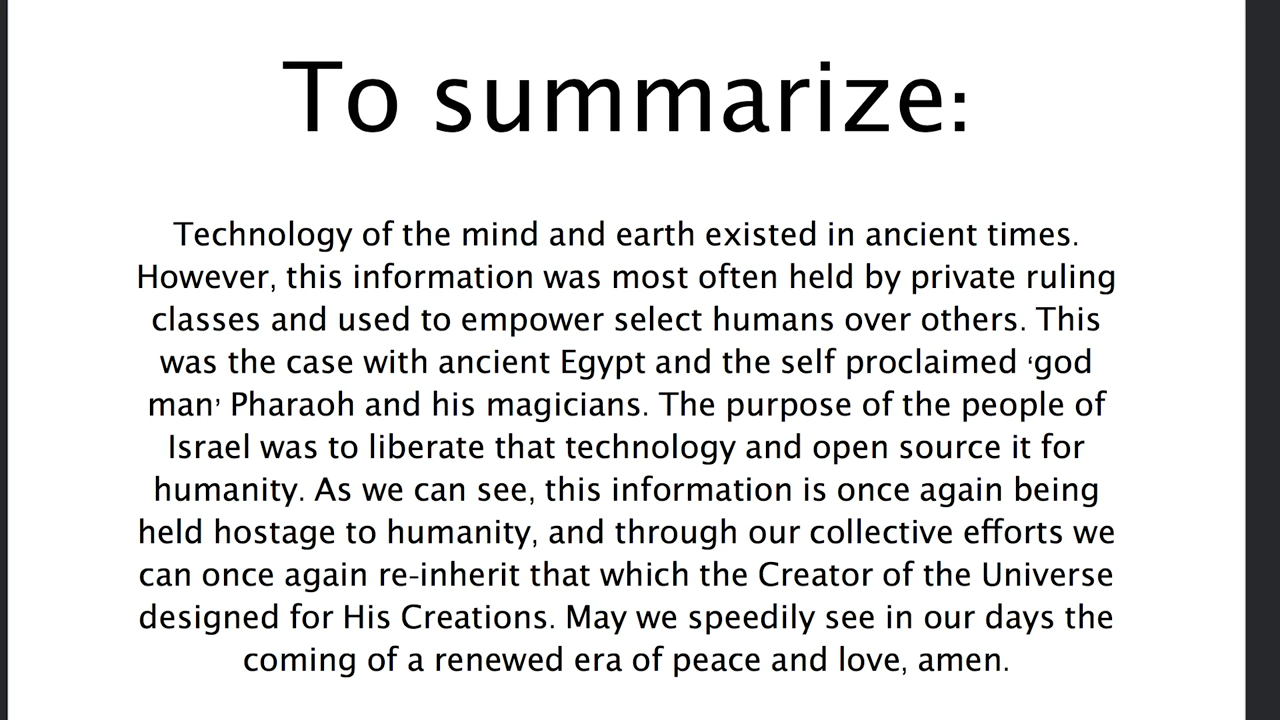 To summarize:
Technology of the mind and earth existed in ancient times.
However, this information was most often held by private ruling
classes and used to empower select humans over others. This
was the case with ancient Egypt and the self proclaimed ‘god
man’ Pharaoh and his magicians. The purpose of the people of
Israel was to liberate that technology and open source it for
humanity. As we can see, this information is once again being
held hostage to humanity, and through our collective efforts we
can once again re-inherit that which the Creator of the Universe
designed for His Creations. May we speedily see in our days the
coming of a renewed era of peace and love, amen.